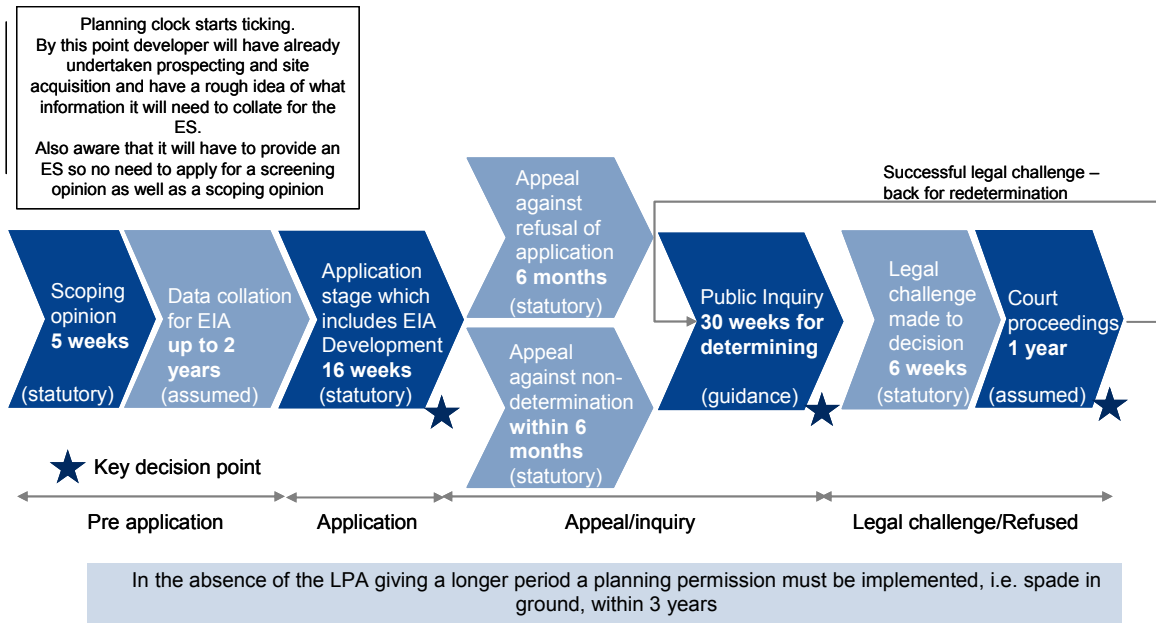 Planning clock starts ticking.
By this point developer will have already
undertaken prospecting and site
acquisition and have a rough idea of what
information it will need to collate for the
ES.
Also aware that it will have to provide an
ES so no need to apply for a screening
opinion as well as a scoping opinion
Scoping
opinion
5 weeks
(statutory)
Data collation
for EIA
up to 2
years
(assumed)
Application
stage which
includes EIA
Development
16 weeks
(statutory)
Appeal
against
refusal of
application
6 months
(statutory)
Appeal
against non-
determination
within 6
months
(statutory)
Successful legal challenge –
back for redetermination
Public Inquiry
30 weeks for
determining
(guidance)
Legal
challenge
made to
decision
6 weeks
(statutory)
Court
proceedings
1 year
(assumed)
Key decision point
Pre application
Application
Appeal/inquiry
Legal challenge/Refused
In the absence of the LPA giving a longer period a planning permission must be implemented, i.e. spade in
ground, within 3 years